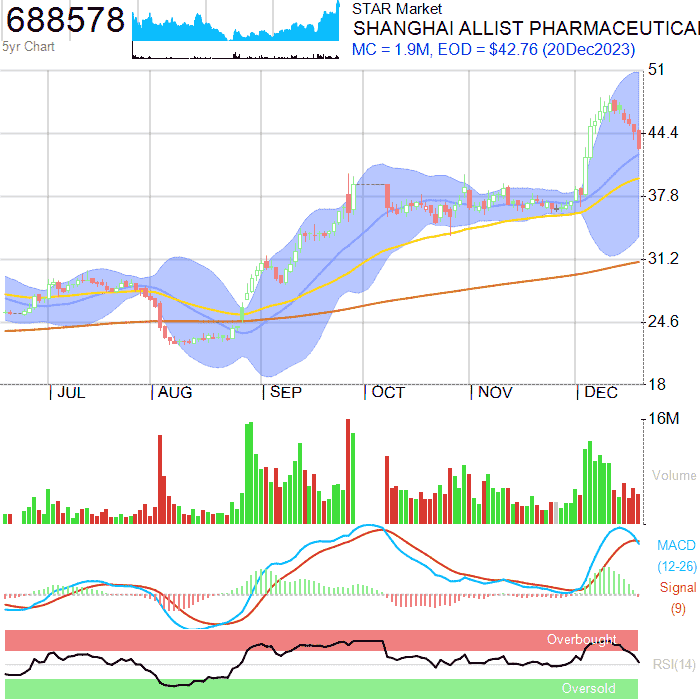 688578
5yr Chart
STAR Market
SHANGHAI ALLIST PHARMACEUTICA
MC = 1.9M, EOD = $42.76 (20Dec2023)
51
44.4
37.8
31.2
24.6
18
JUL AUG SEP OCT NOV DEC
16M
Volume
MACD
(12-26)
Signal
(9)
Overbought
RSI(14)
Oversold